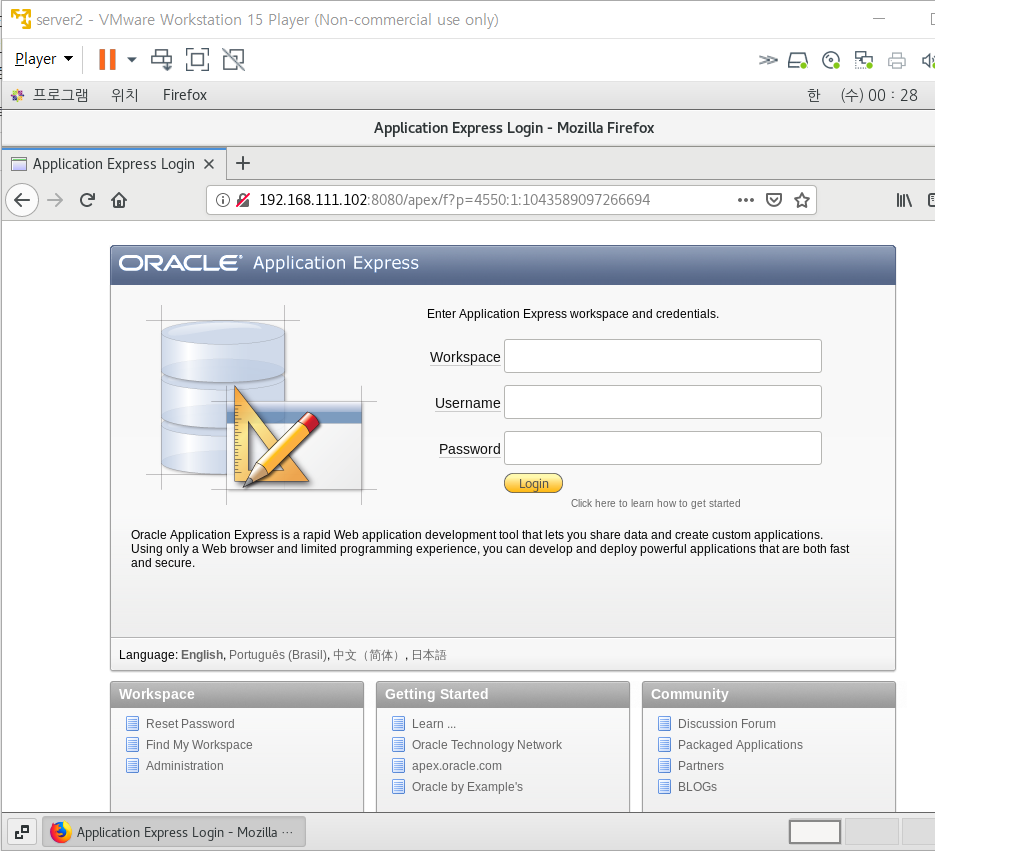 server2 - VMware Workstation 15 Player (Non-commercial use only)
Player
프로그램 위치 Firefox 한 (수) 00 : 28
Application Express Login - Mozilla Firefox
Application Express Login
192.168.111.102:8080/apex/f?p=4550:1:1043589097266694
ORACLE® Application Express
Enter Application Express workspace and credentials.
Workspace
Username
Password
Login
Click here to learn how to get started
Oracle Application Express is a rapid Web application development tool that lets you share data and create custom applications.
Using only a Web browser and limited programming experience, you can develop and deploy powerful applications that are both fast
and secure.
Language: English, Português (Brasil), 中文（简体）, 日本語
Workspace Getting Started Community
Reset Password Learn ... Discussion Forum
Find My Workspace Oracle Technology Network Packaged Applications
Administration apex.oracle.com Partners
Oracle by Example's BLOGs
Application Express Login - Mozilla ···